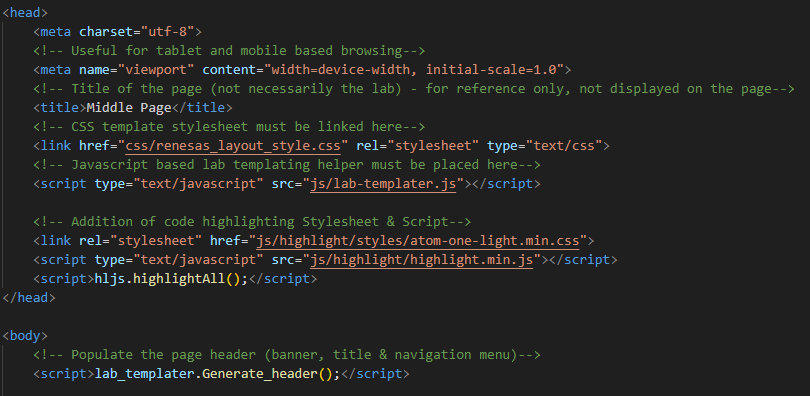 <head>
<meta charset="utf-8">
<!-- Useful for tablet and mobile based browsing-->
<meta name="viewport" content="width=device-width, initial-scale=1.0">
<!-- Title of the page (not necessarily the lab) - for reference only, not displayed on the page-->
<title>Middle Page</title>
<!-- CSS template stylesheet must be linked here-->
<link href="css/renesas_layout_style.css" rel="stylesheet" type="text/css">
<!-- Javascript based lab templating helper must be placed here-->
<script type="text/javascript" src="js/lab-templater.js"></script>
<!-- Addition of code highlighting Stylesheet & Script-->
<link rel="stylesheet" href="js/highlight/styles/atom-one-light.min.css">
<script type="text/javascript" src="js/highlight/highlight.min.js"></script>
<script>hljs.highlightAll();</script>
</head>
<body>
<!-- Populate the page header (banner, title & navigation menu)-->
<script>lab_templater.Generate_header();</script>